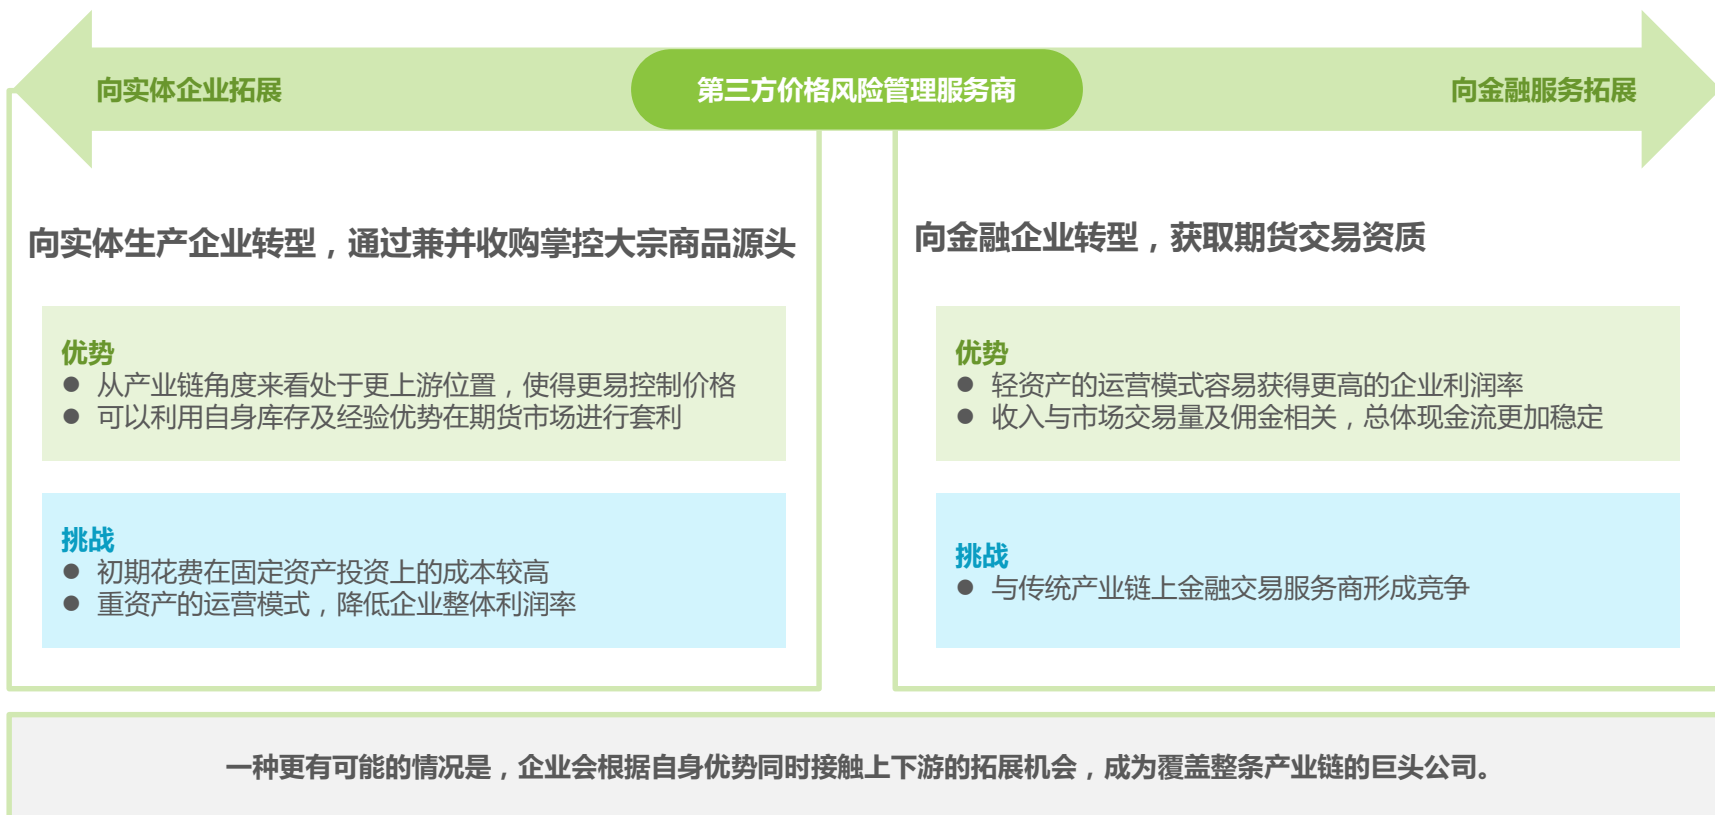 向实体企业拓展
第三方价格风险管理服务商
向金融服务拓展
向实体生产企业转型，通过兼并收购掌控大宗商品源头
优势
● 从产业链角度来看处于更上游位置，使得更易控制价格
● 可以利用自身库存及经验优势在期货市场进行套利
挑战
● 初期花费在固定资产投资上的成本较高
● 重资产的运营模式，降低企业整体利润率
向金融企业转型，获取期货交易资质
优势
● 轻资产的运营模式容易获得更高的企业利润率
● 收入与市场交易量及佣金相关，总体现金流更加稳定
挑战
● 与传统产业链上金融交易服务商形成竞争
一种更有可能的情况是，企业会根据自身优势同时接触上下游的拓展机会，成为覆盖整条产业链的巨头公司。